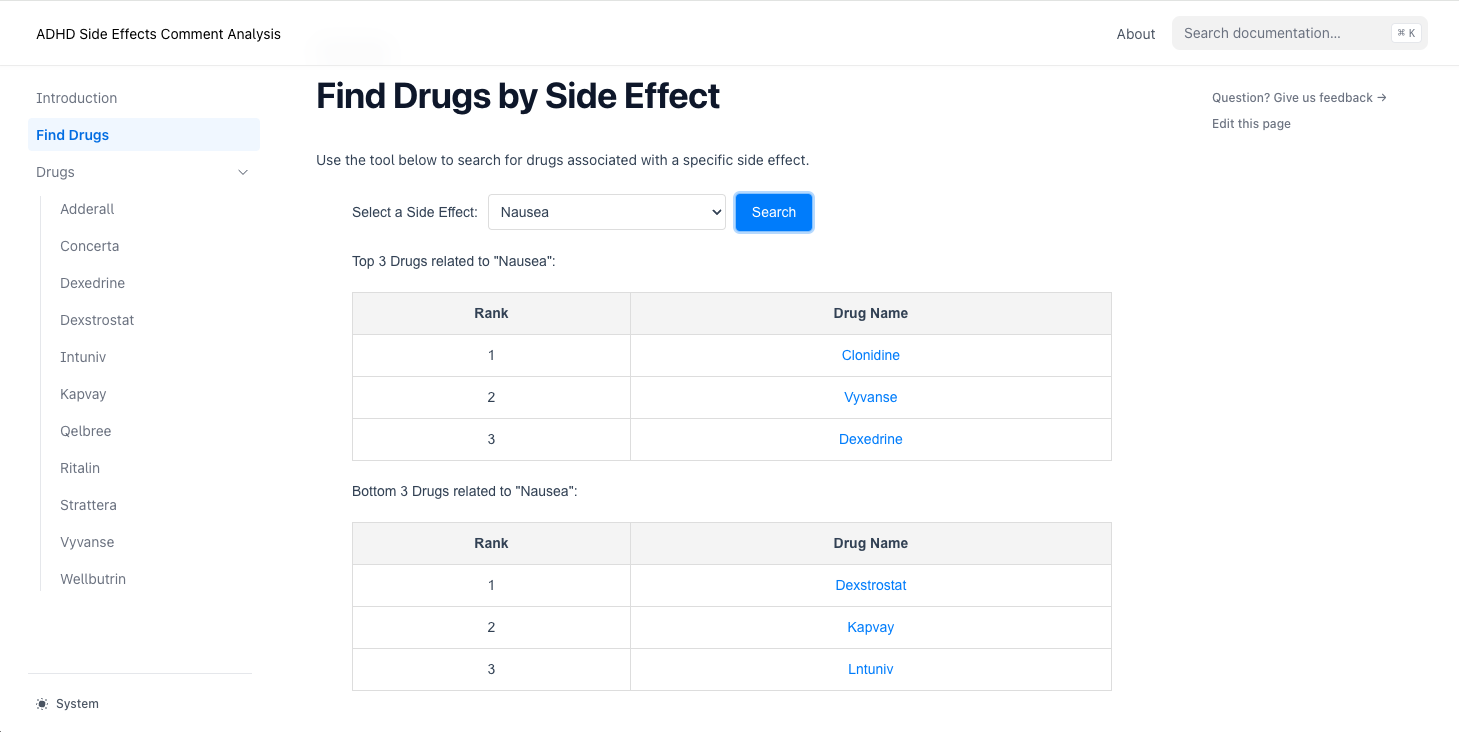 ADHD Side Effects Comment Analysis
About
Search documentation...
⌘ K
Introduction
Find Drugs
Drugs
Adderall
Concerta
Dexedrine
Dexstrostat
Intuniv
Kapvay
Qelbree
Ritalin
Strattera
Vyvanse
Wellbutrin
System
Find Drugs by Side Effect
Use the tool below to search for drugs associated with a specific side effect.
Select a Side Effect: Nausea Search
Top 3 Drugs related to "Nausea":
Rank Drug Name
1 Clonidine
2 Vyvanse
3 Dexedrine
Bottom 3 Drugs related to "Nausea":
Rank Drug Name
1 Dexstrostat
2 Kapvay
3 Lntuniv
Question? Give us feedback →
Edit this page